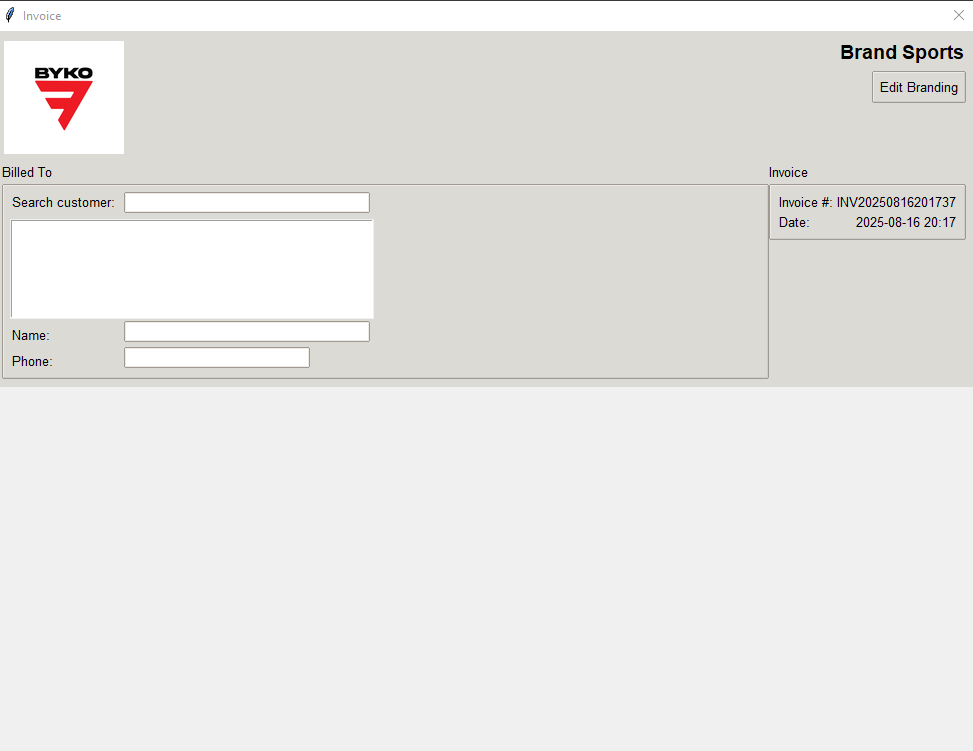 Invoice
BYKO
Brand Sports
Edit Branding
Billed To
Invoice
Search customer:
Invoice #: INV20250816201737
Date: 2025-08-16 20:17
Name:
Phone: